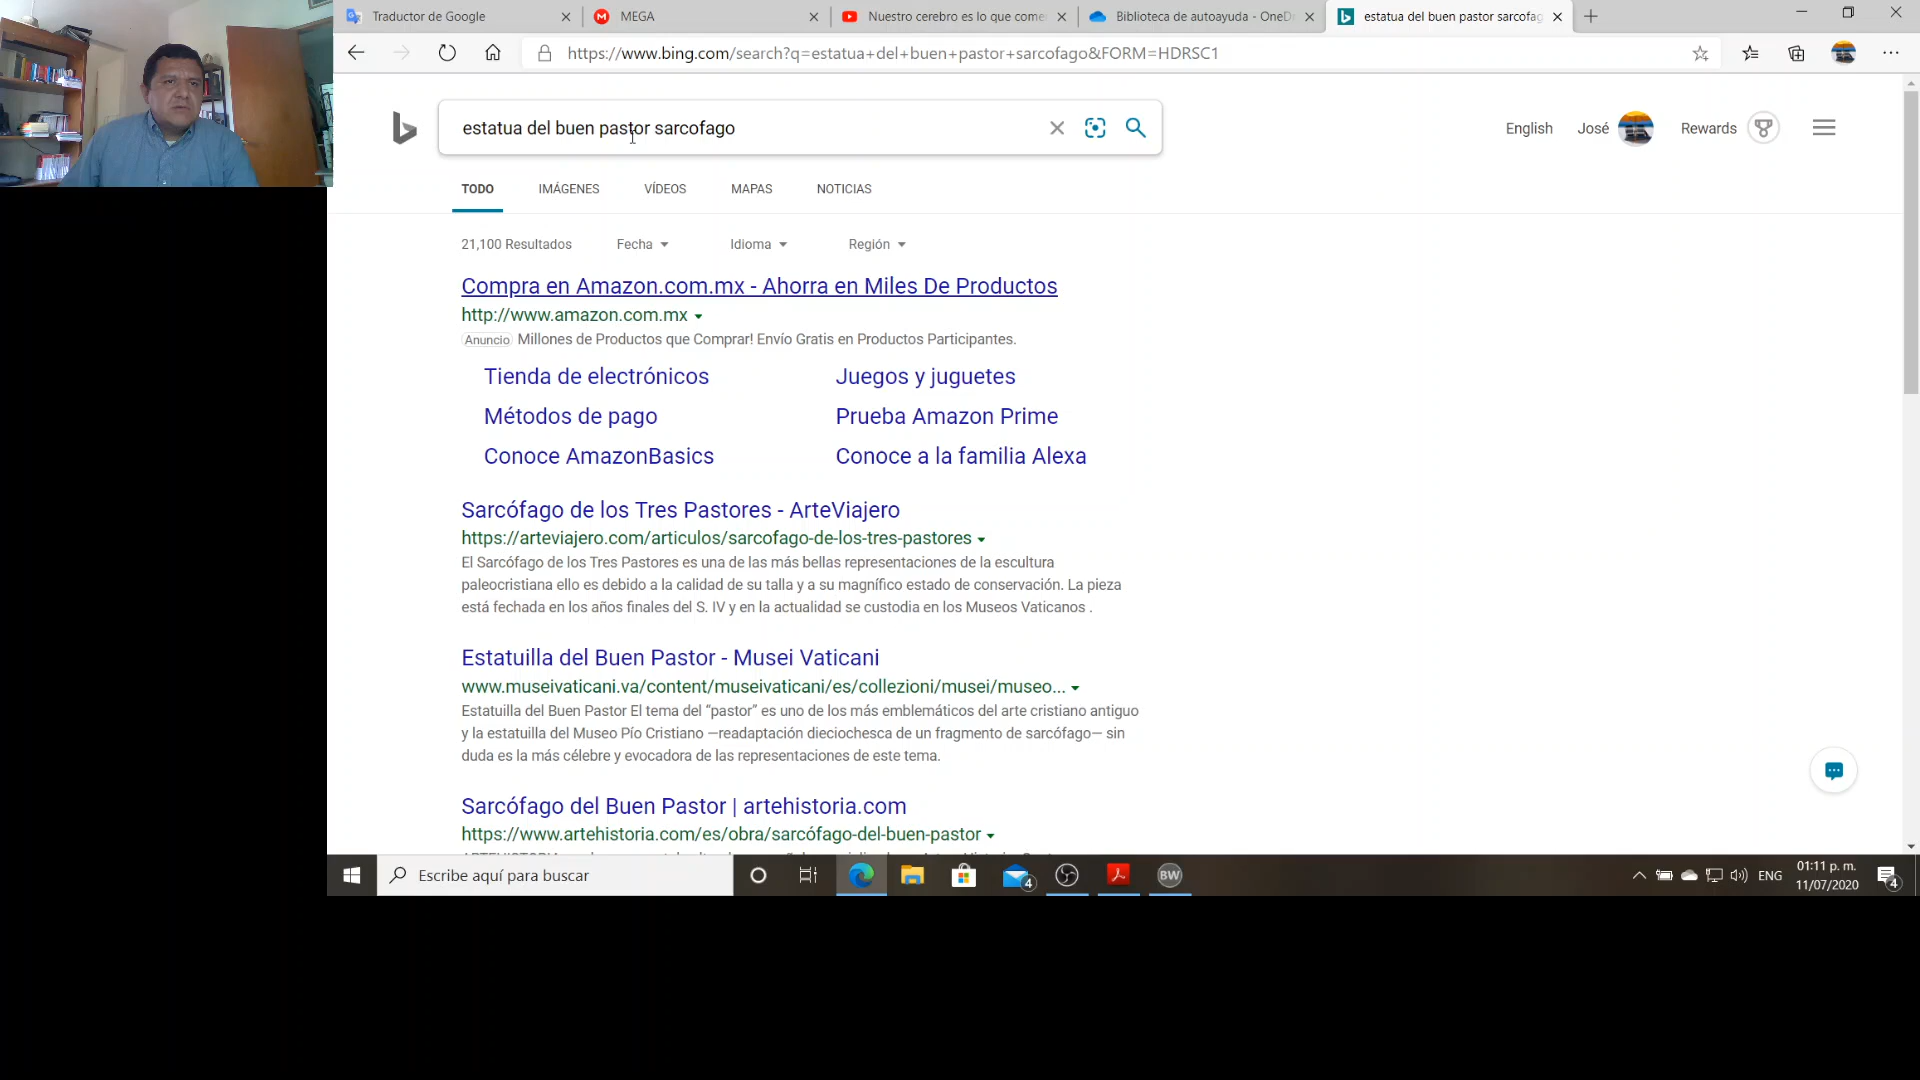 Traductor de Google
MEGA
Nuestro cerebro es lo que come
Biblioteca de autoayuda - OneDr
estatua del buen pastor sarcofag
https://www.bing.com/search?q=estatua+del+buen+pastor+sarcofago&FORM=HDRSC1
estatua del buen pastor sarcofago
English
José
Rewards
TODO
IMÁGENES
VÍDEOS
MAPAS
NOTICIAS
21,100 Resultados
Fecha
Idioma
Región
Compra en Amazon.com.mx - Ahorra en Miles De Productos
http://www.amazon.com.mx
Anuncio Millones de Productos que Comprar! Envío Gratis en Productos Participantes.
Tienda de electrónicos
Juegos y juguetes
Métodos de pago
Prueba Amazon Prime
Conoce AmazonBasics
Conoce a la familia Alexa
Sarcófago de los Tres Pastores - ArteViajero
https://arteviajero.com/articulos/sarcofago-de-los-tres-pastores
El Sarcófago de los Tres Pastores es una de las más bellas representaciones de la escultura
paleocristiana ello es debido a la calidad de su talla y a su magnífico estado de conservación. La pieza
está fechada en los años finales del S. IV y en la actualidad se custodia en los Museos Vaticanos .
Estatuilla del Buen Pastor - Musei Vaticani
www.museivaticani.va/content/museivaticani/es/collezioni/musei/museo...
Estatuilla del Buen Pastor El tema del “pastor” es uno de los más emblemáticos del arte cristiano antiguo
y la estatuilla del Museo Pío Cristiano —readaptación dieciochesca de un fragmento de sarcófago— sin
duda es la más célebre y evocadora de las representaciones de este tema.
Sarcófago del Buen Pastor | artehistoria.com
https://www.artehistoria.com/es/obra/sarcófago-del-buen-pastor
Escribe aquí para buscar
4
BW
ENG
01:11 p. m.
11/07/2020
4